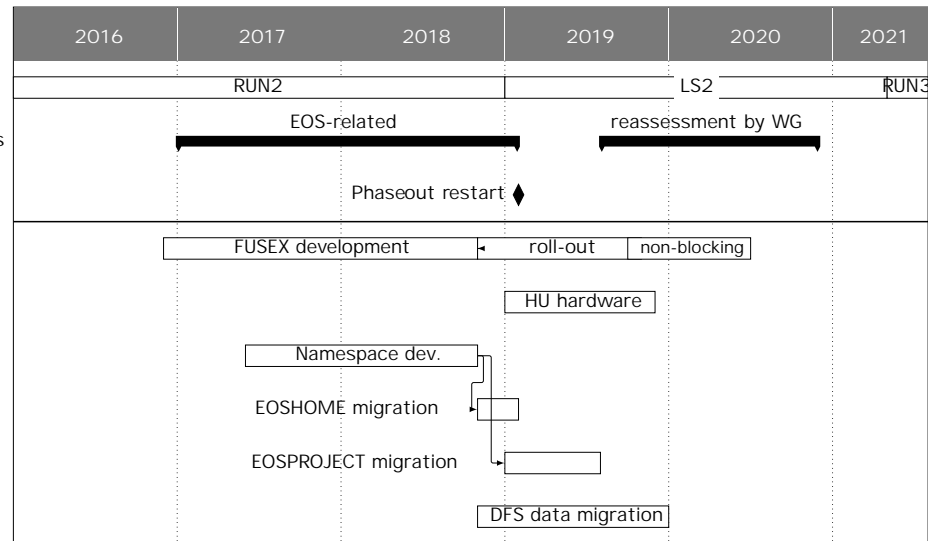 2016 2017 2018 2019 2020 2021
RUN2 LS2 RUN3
EOS-related reassessment by WG
s
Phaseout restart
FUSEX development roll-out non-blocking
HU hardware
Namespace dev.
EOSHOME migration
EOSPROJECT migration
DFS data migration